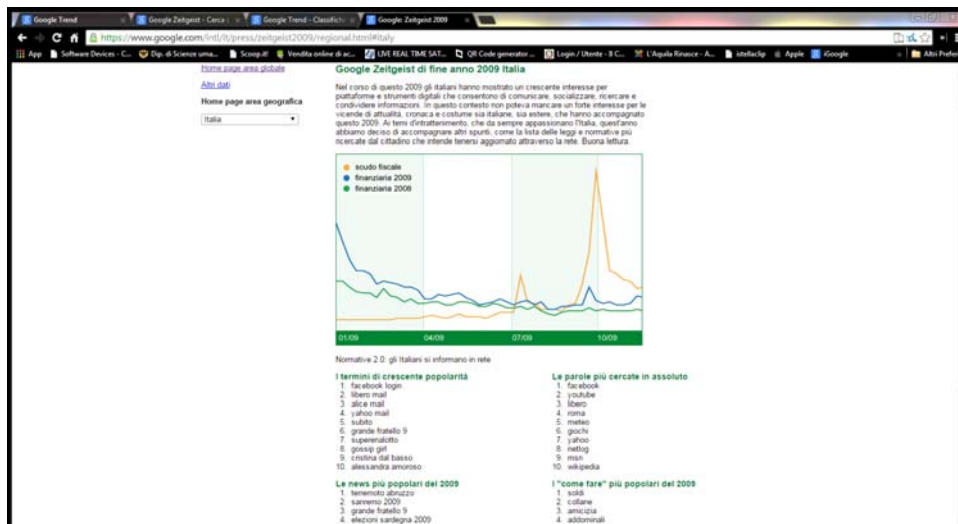 Google Trend
Google Zeitgeist - Cerca c
Google Trend - Classifich
Google: Zeitgeist 2009
https://www.google.com/intl/it/press/zeitgeist2009/regional.html#italy
App
Software Devices - C...
Dip. di Scienze uma...
Scoop.it!
Vendita online di ac...
LIVE REAL TIME SAT...
QR Code generator ...
Login / Utente - II C...
L'Aquila Rinasce - A...
istellaclip
Apple
iGoogle
Altri Prefer
Home page area globale
Altri dati
Home page area geografica
Italia
Google Zeitgeist di fine anno 2009 Italia
Nel corso di questo 2009 gli italiani hanno mostrato un crescente interesse per
piattaforme e strumenti digitali che consentono di comunicare, socializzare, ricercare e
condividere informazioni. In questo contesto non poteva mancare un forte interesse per le
vicende di attualità, cronaca e costume sia italiane, sia estere, che hanno accompagnato
questo 2009. Ai temi d'intrattenimento, che da sempre appassionano l'Italia, quest'anno
abbiamo deciso di accompagnare altri spunti, come la lista delle leggi e normative più
ricercate dal cittadino che intende tenersi aggiornato attraverso la rete. Buona lettura.
scudo fiscale
finanziaria 2009
finanziaria 2008
01/09 04/09 07/09 10/09
Normative 2.0: gli Italiani si informano in rete
I termini di crescente popolarità
1. facebook login
2. libero mail
3. alice mail
4. yahoo mail
5. subito
6. grande fratello 9
7. superenalotto
8. gossip girl
9. cristina dal basso
10. alessandra amoroso
Le parole più cercate in assoluto
1. facebook
2. youtube
3. libero
4. roma
5. meteo
6. giochi
7. yahoo
8. netlog
9. msn
10. wikipedia
Le news più popolari del 2009
1. terremoto abruzzo
2. sanremo 2009
3. grande fratello 9
4. elezioni sardegna 2009
I "come fare" più popolari del 2009
1. soldi
2. collane
3. amicizia
4. addominali